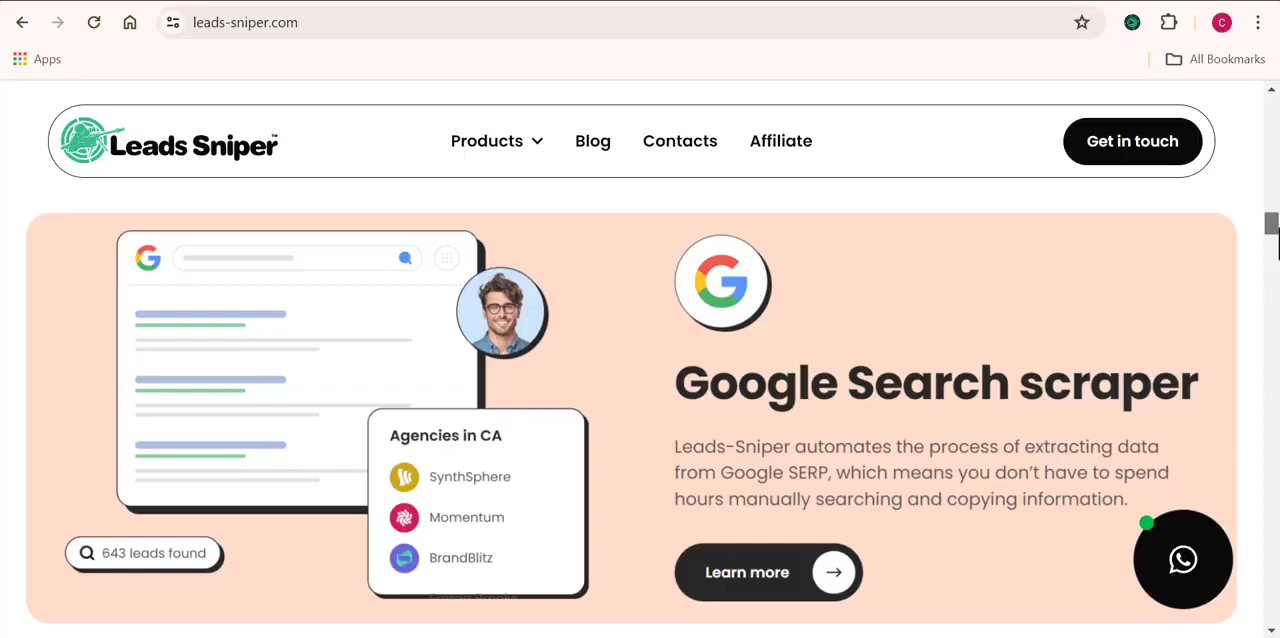 leads-sniper.com
C
Apps
All Bookmarks
Leads Sniper™
Products
Blog
Contacts
Affiliate
Get in touch
Agencies in CA
SynthSphere
Momentum
BrandBlitz
643 leads found
Google Search scraper
Leads-Sniper automates the process of extracting data
from Google SERP, which means you don't have to spend
hours manually searching and copying information.
Learn more